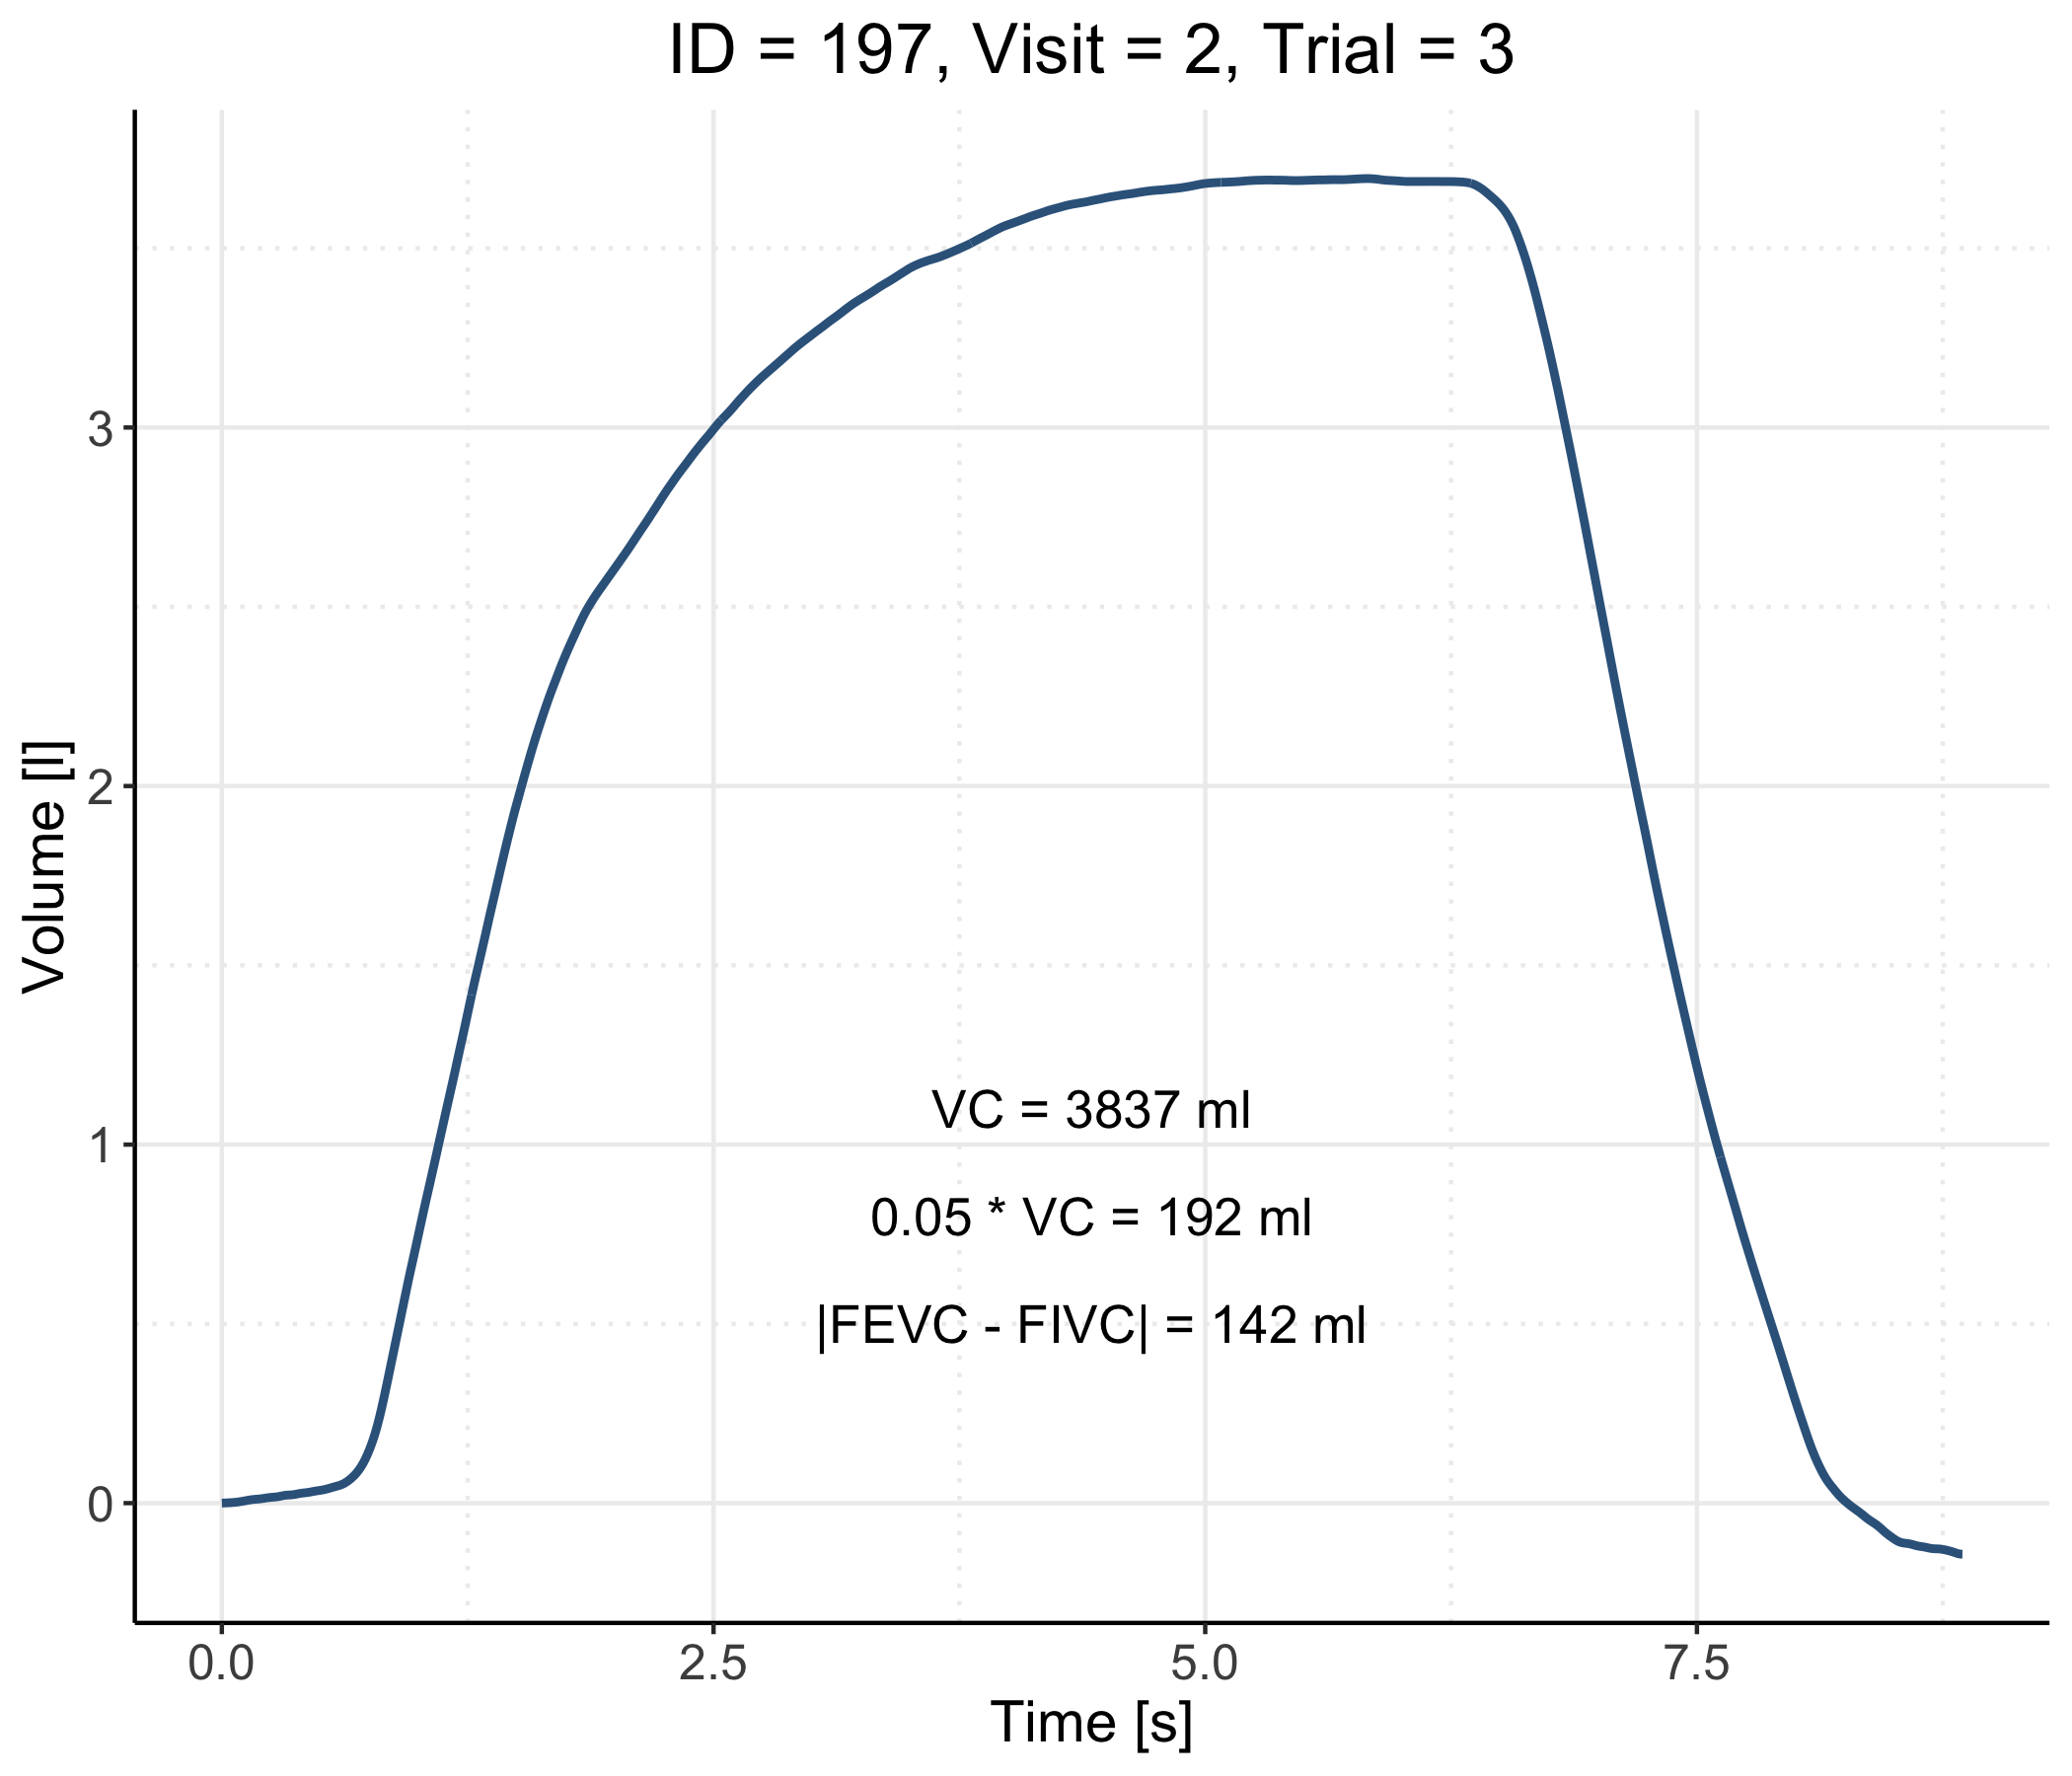 ID = 197, Visit = 2, Trial = 3
Volume [l]
3
2
1
0
VC = 3837 ml
0.05 * VC = 192 ml
|FEVC - FIVC| = 142 ml
0.0 2.5 5.0 7.5
Time [s]